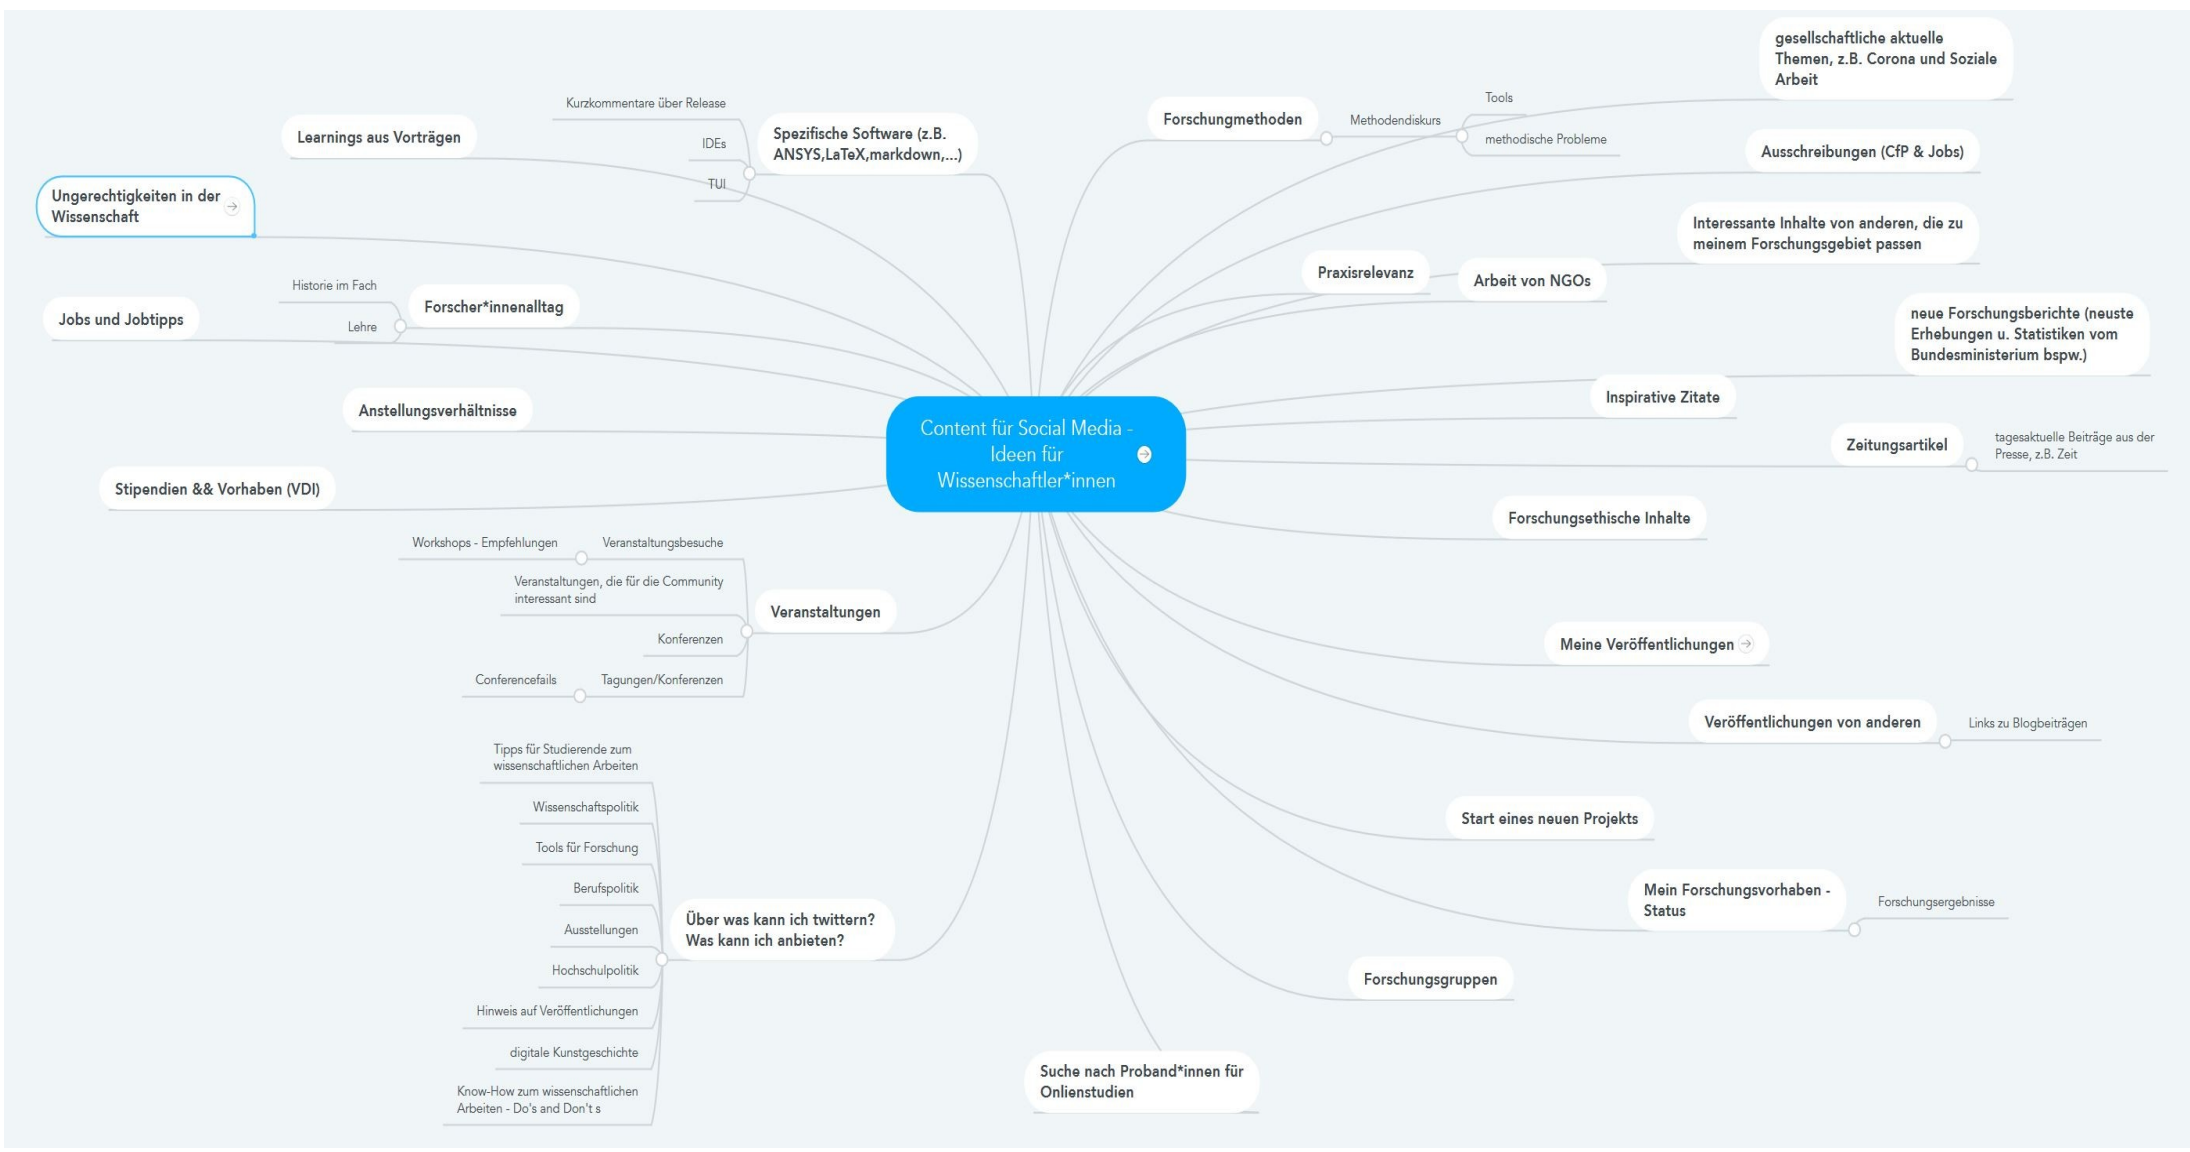 Content für Social Media -
Ideen für
Wissenschaftler*innen
Learnings aus Vorträgen
Kurzkommentare über Release
IDEs
TUI
Spezifische Software (z.B.
ANSYS,LaTeX,markdown,...)
Ungerechtigkeiten in der
Wissenschaft
Historie im Fach
Lehre
Forscher*innenalltag
Jobs und Jobtipps
Anstellungsverhältnisse
Stipendien && Vorhaben (VDI)
Workshops - Empfehlungen
Veranstaltungsbesuche
Veranstaltungen, die für die Community
interessant sind
Konferenzen
Conferencefails
Tagungen/Konferenzen
Veranstaltungen
Tipps für Studierende zum
wissenschaftlichen Arbeiten
Wissenschaftspolitik
Tools für Forschung
Berufspolitik
Ausstellungen
Hochschulpolitik
Hinweis auf Veröffentlichungen
digitale Kunstgeschichte
Know-How zum wissenschaftlichen
Arbeiten - Do's and Don't s
Über was kann ich twittern?
Was kann ich anbieten?
Forschungmethoden
Methodendiskurs
Tools
methodische Probleme
gesellschaftliche aktuelle
Themen, z.B. Corona und Soziale
Arbeit
Ausschreibungen (CfP & Jobs)
Interessante Inhalte von anderen, die zu
meinem Forschungsgebiet passen
Praxisrelevanz
Arbeit von NGOs
neue Forschungsberichte (neuste
Erhebungen u. Statistiken vom
Bundesministerium bspw.)
Inspirative Zitate
Zeitungsartikel
tagesaktuelle Beiträge aus der
Presse, z.B. Zeit
Forschungsethische Inhalte
Meine Veröffentlichungen
Veröffentlichungen von anderen
Links zu Blogbeiträgen
Start eines neuen Projekts
Mein Forschungsvorhaben -
Status
Forschungsergebnisse
Forschungsgruppen
Suche nach Proband*innen für
Onlienstudien